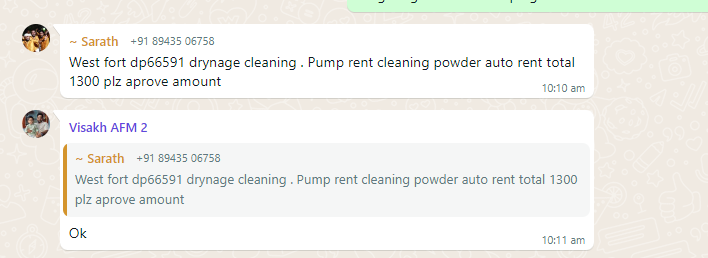 ~ Sarath +91 89435 06758
West fort dp66591 drynage cleaning . Pump rent cleaning powder auto rent total
1300 plz aprove amount
10:10 am
Visakh AFM 2
~ Sarath +91 89435 06758
West fort dp66591 drynage cleaning . Pump rent cleaning powder auto rent total 1300
plz aprove amount
Ok
10:11 am